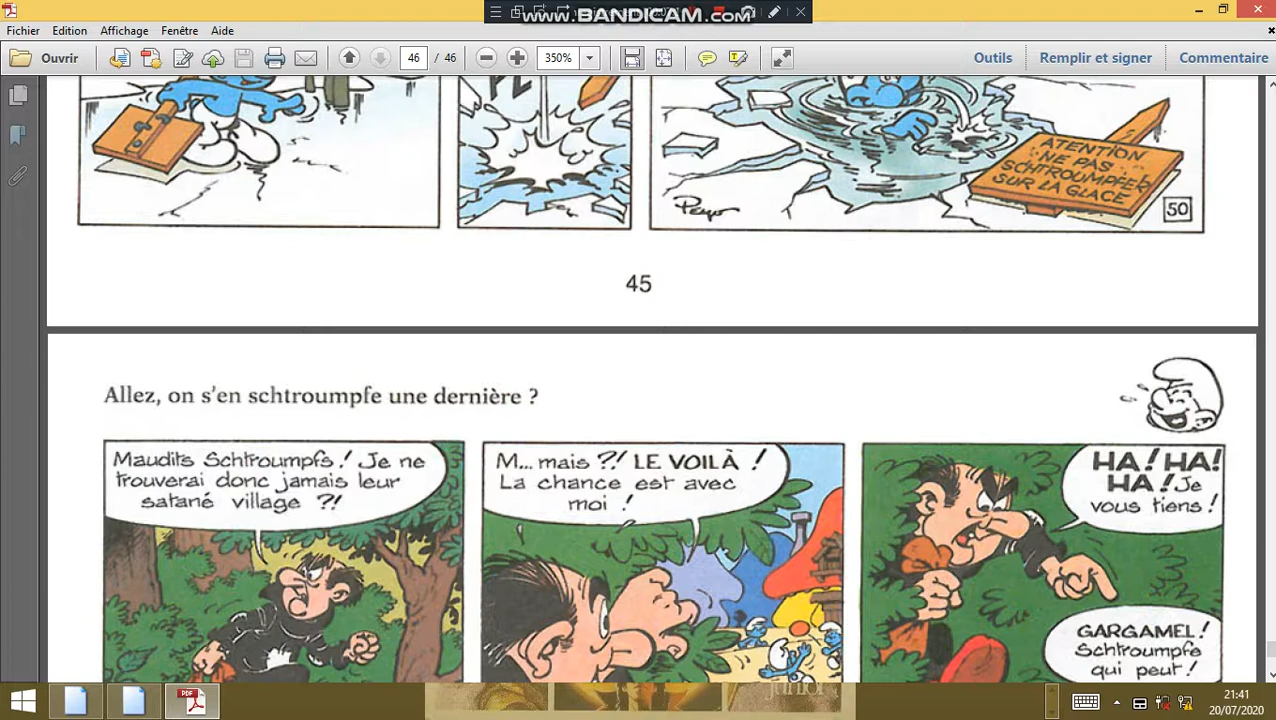 www.BANDICAM.com
Fichier Edition Affichage Fenêtre Aide
Ouvrir 46 / 46 350% Outils Remplir et signer Commentaire
ATENTION
NE PAS
SCHTROUMPFER
SUR LA GLACE
Peyo
50
45
Allez, on s'en schtroumpfe une dernière ?
Maudits Schtroumpfs! Je ne
trouverai donc jamais leur
satané village ?!
M... mais ?! LE VOILÀ !
La chance est avec
moi !
HA! HA!
HA! Je
vous tiens !
GARGAMEL!
Schtroumpfe
qui peut!
PDF
junior
21:41
20/07/2020